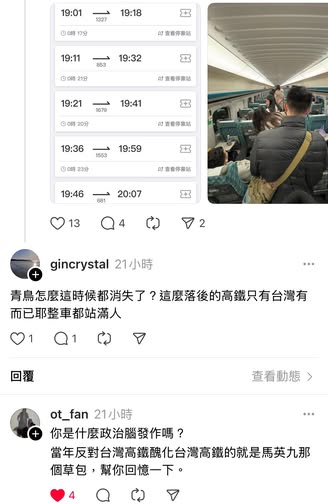 19:01 19:18
1327
0時 17分 查看停靠站
19:11 19:32
853
0時 21分 查看停靠站
19:21 19:41
1679
0時 20分 查看停靠站
19:36 19:59
1553
0時 23分 查看停靠站
19:46 20:07
681
13 4 2
gincrystal 21小時
青鳥怎麼這時候都消失了？這麼落後的高鐵只有台灣有
而已耶整車都站滿人
1 1
回覆 查看動態
ot_fan 21小時
你是什麼政治腦發作嗎？
當年反對台灣高鐵醜化台灣高鐵的就是馬英九那
個草包，幫你回憶一下。
4